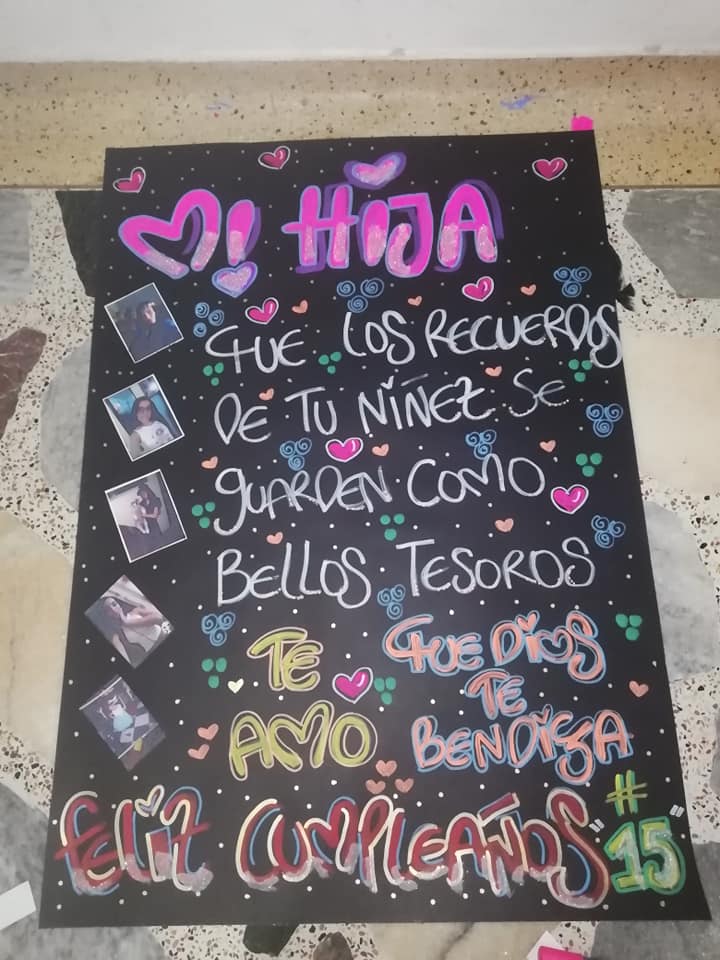 MI HIJA
QUE LOS RECUERDOS
DE TU NIÑEZ SE
GUARDEN COMO
BELLOS TESOROS
TE
AMO
QUE DIOS
TE
BENDIGA
FELIZ CUMPLEAÑOS "#15"